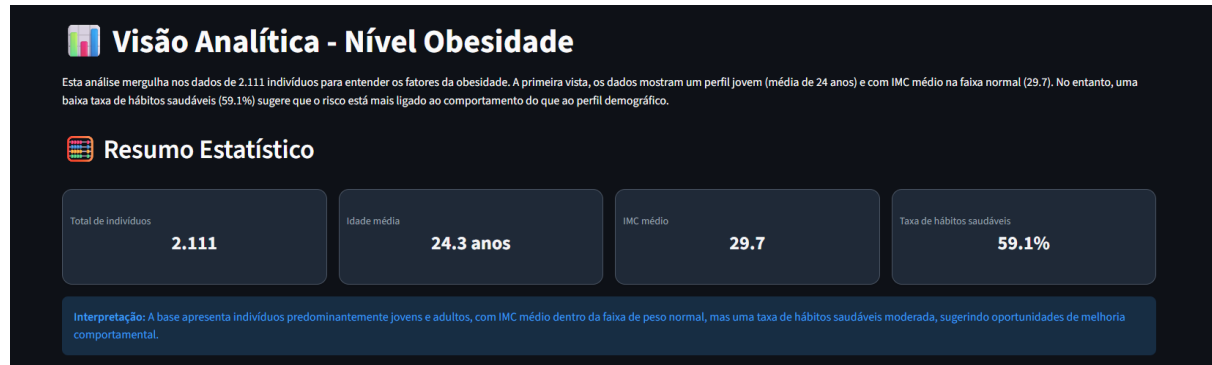 Visão Analítica - Nível Obesidade
Esta análise mergulha nos dados de 2.111 indivíduos para entender os fatores da obesidade. A primeira vista, os dados mostram um perfil jovem (média de 24 anos) e com IMC médio na faixa normal (29.7). No entanto, uma
baixa taxa de hábitos saudáveis (59.1%) sugere que o risco está mais ligado ao comportamento do que ao perfil demográfico.
Resumo Estatístico
Total de indivíduos
2.111
Idade média
24.3 anos
IMC médio
29.7
Taxa de hábitos saudáveis
59.1%
Interpretação: A base apresenta indivíduos predominantemente jovens e adultos, com IMC médio dentro da faixa de peso normal, mas uma taxa de hábitos saudáveis moderada, sugerindo oportunidades de melhoria
comportamental.